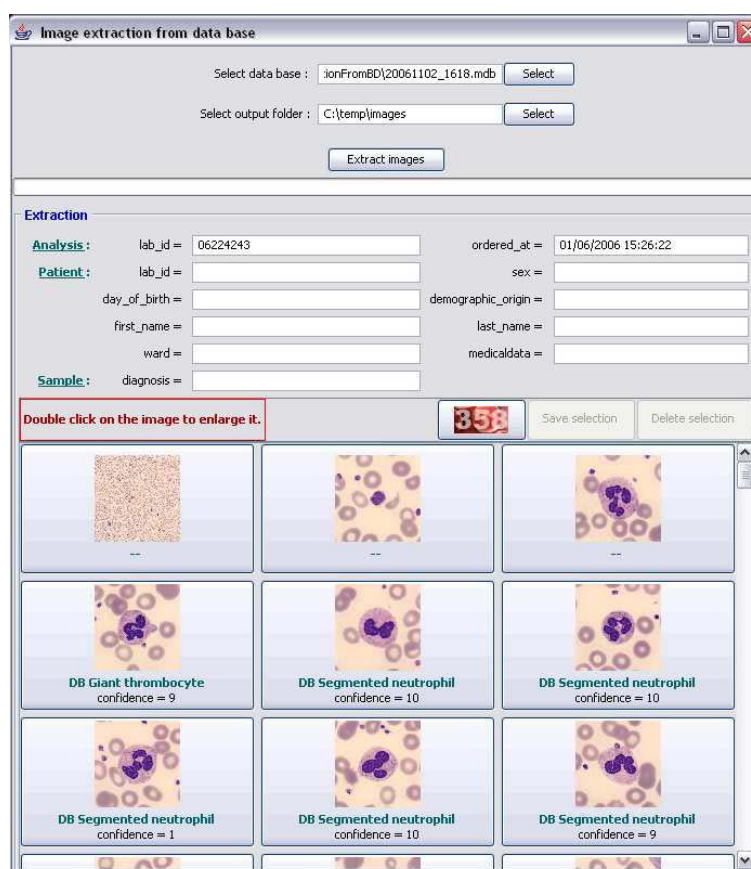 Image extraction from data base
Select data base : ionFromBD\20061102_1618.mdb Select
Select output folder : C:\temp\images Select
Extract images
Extraction
Analysis : lab_id = 06224243 ordered_at = 01/06/2006 15:26:22
Patient : lab_id = sex =
day_of_birth = demographic_origin =
first_name = last_name =
ward = medicaldata =
Sample : diagnosis =
Double click on the image to enlarge it. 358 Save selection Delete selection
-- -- --
DB Giant thrombocyte DB Segmented neutrophil DB Segmented neutrophil
confidence = 9 confidence = 10 confidence = 10
DB Segmented neutrophil DB Segmented neutrophil DB Segmented neutrophil
confidence = 1 confidence = 10 confidence = 9